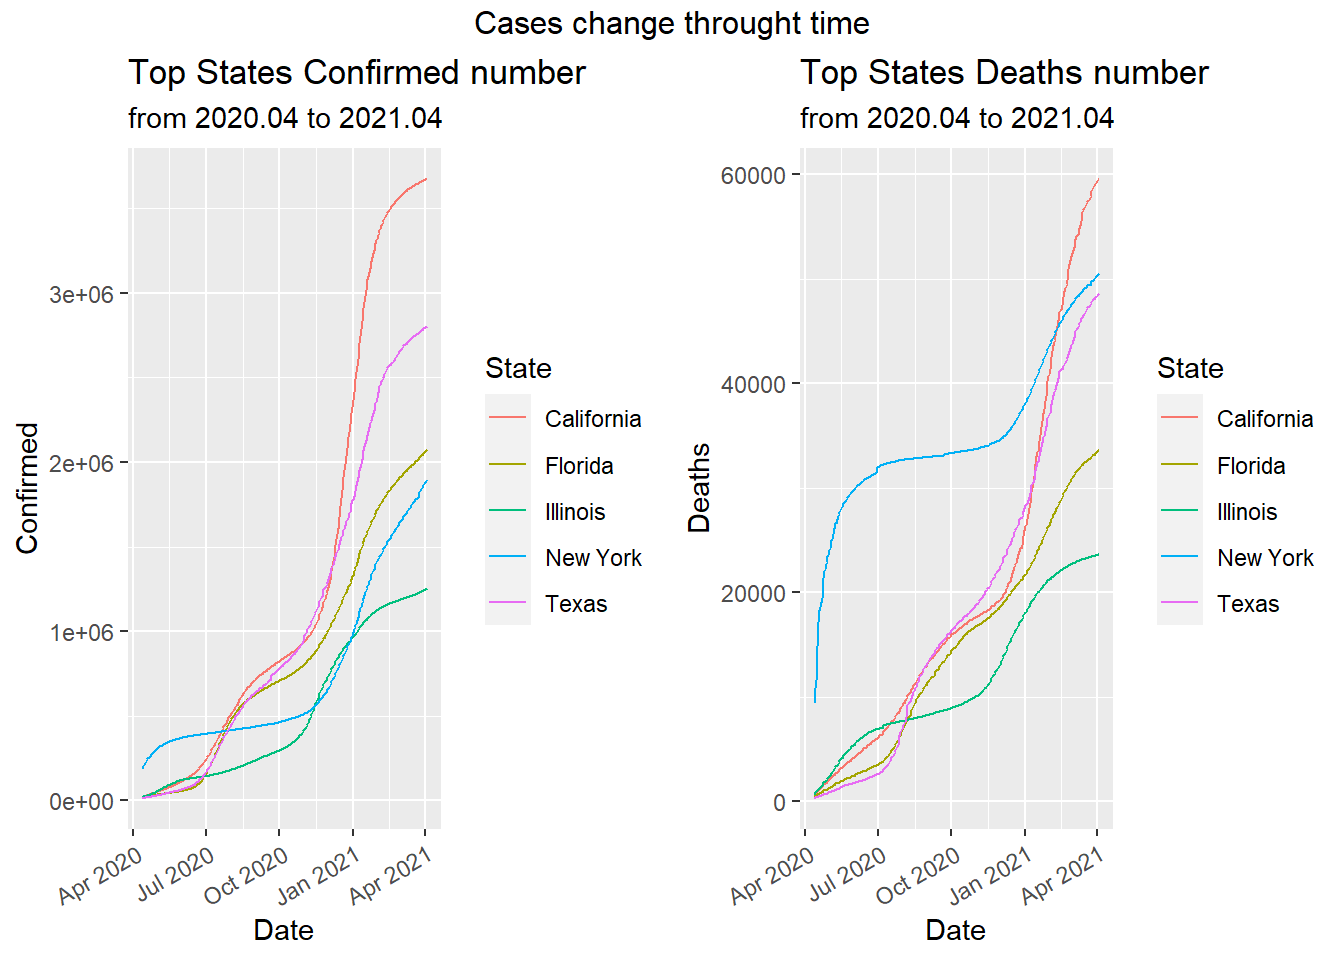 Cases change throught time
Top States Confirmed number
from 2020.04 to 2021.04
Confirmed
3e+06
2e+06
1e+06
0e+00
Apr 2020
Jul 2020
Oct 2020
Jan 2021
Apr 2021
Date
State
California
Florida
Illinois
New York
Texas
Top States Deaths number
from 2020.04 to 2021.04
Deaths
60000
40000
20000
0
Apr 2020
Jul 2020
Oct 2020
Jan 2021
Apr 2021
Date
State
California
Florida
Illinois
New York
Texas